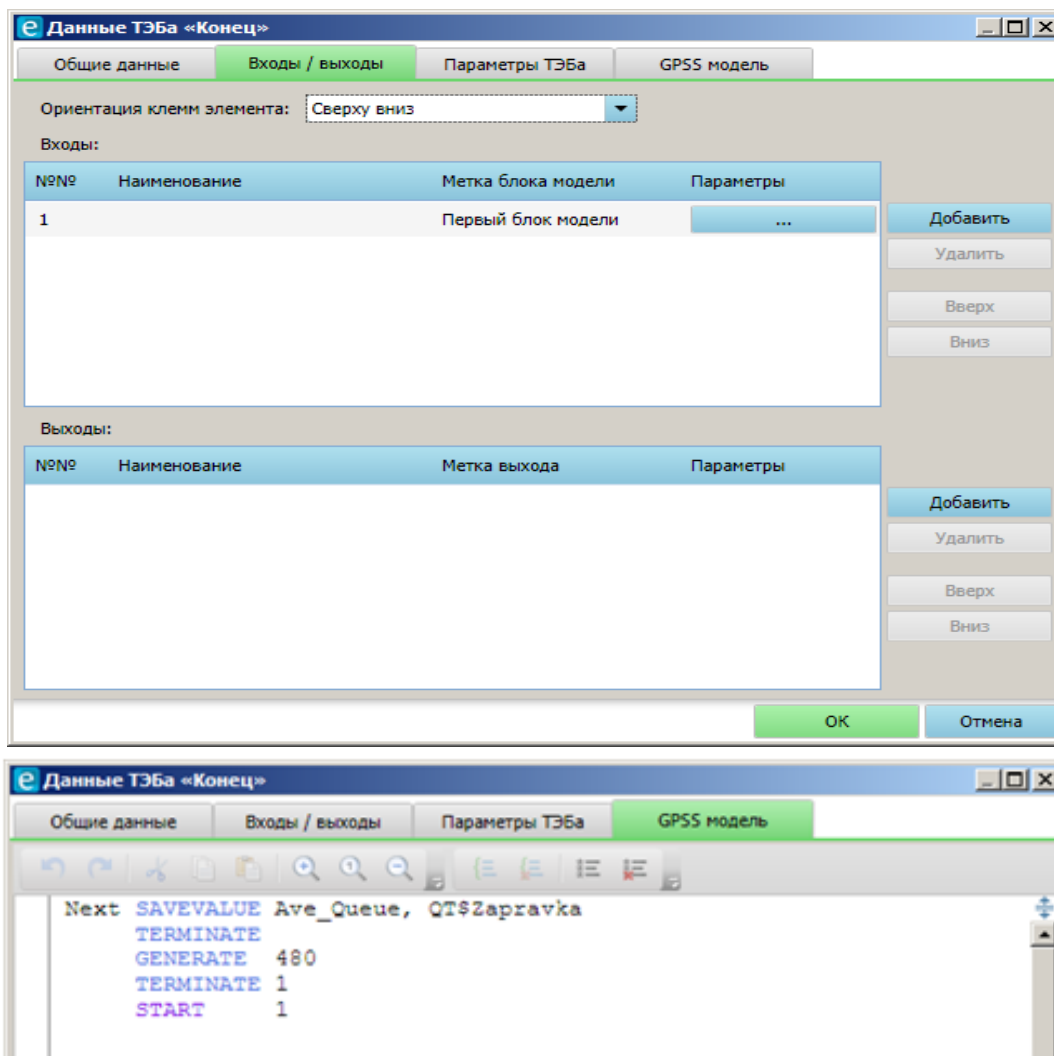 Данные ТЭБа «Конец»
Общие данные Входы / выходы Параметры ТЭБа GPSS модель
Ориентация клемм элемента: Сверху вниз
Входы:
№№ Наименование Метка блока модели Параметры
1 Первый блок модели ...
Добавить
Удалить
Вверх
Вниз
Выходы:
№№ Наименование Метка выхода Параметры
Добавить
Удалить
Вверх
Вниз
ОК Отмена
Данные ТЭБа «Конец»
Общие данные Входы / выходы Параметры ТЭБа GPSS модель
Next SAVEVALUE Ave_Queue, QT$Zapravka
TERMINATE
GENERATE 480
TERMINATE 1
START 1